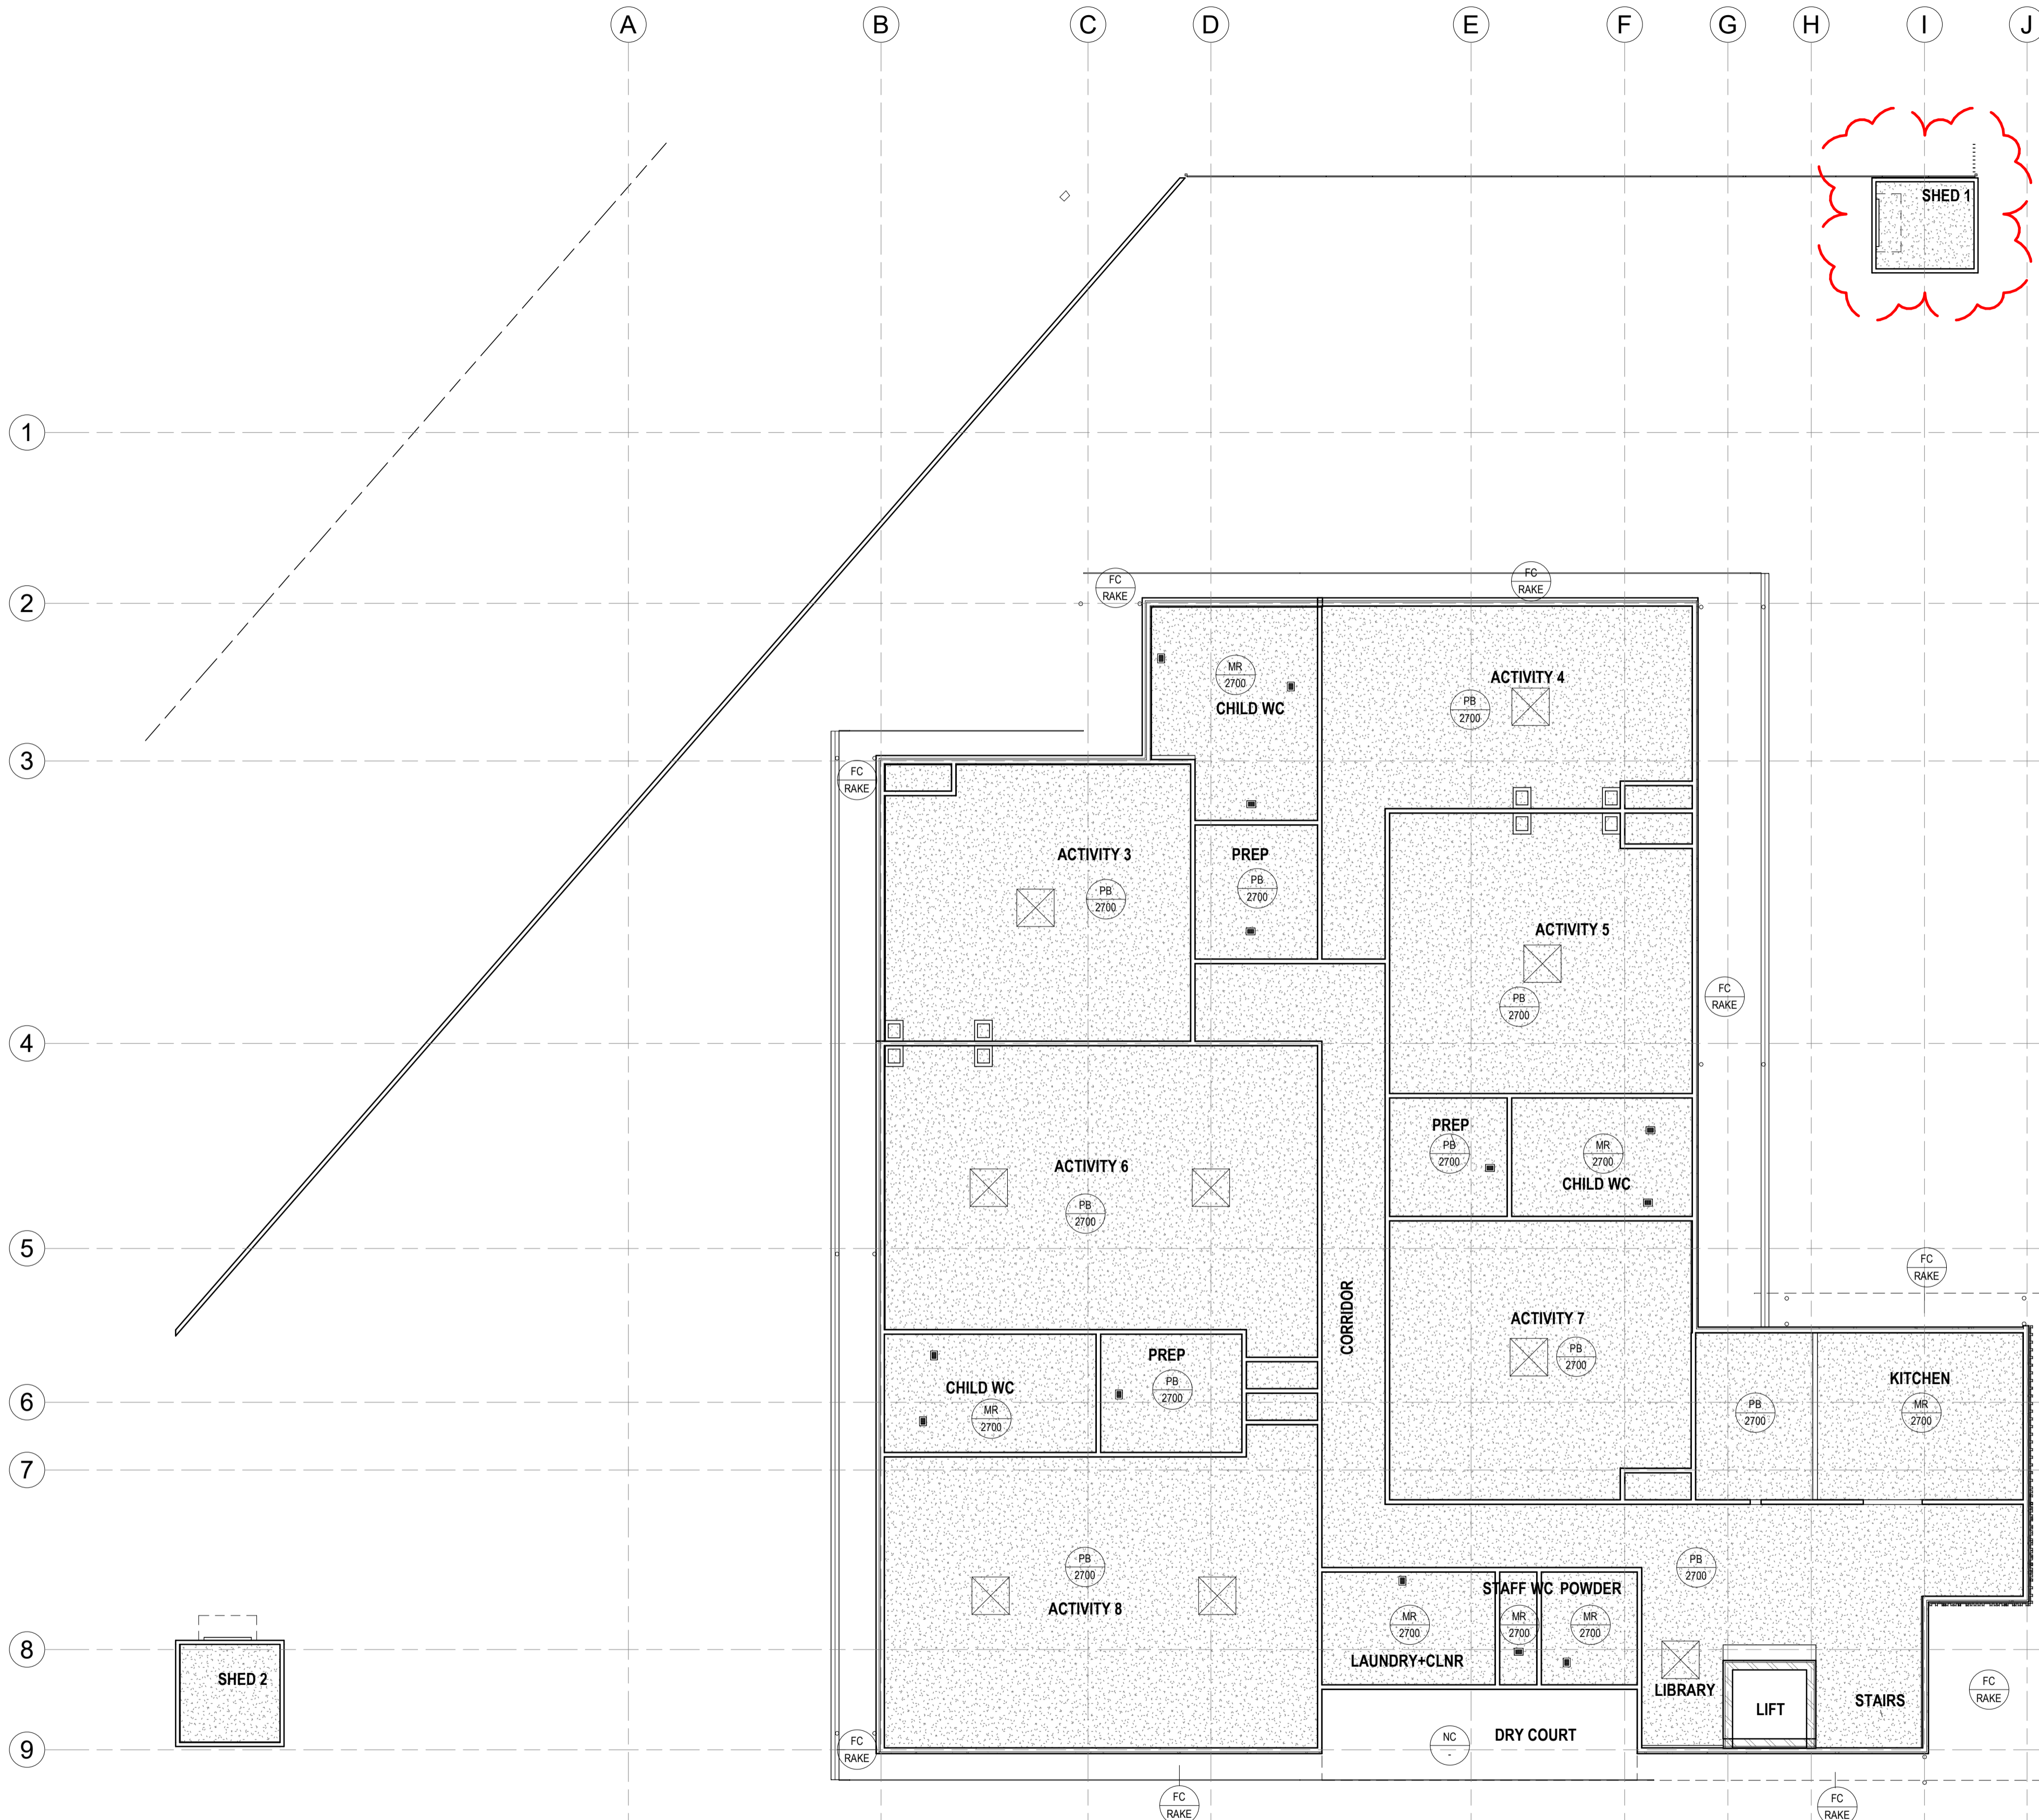 A
B
C
D
E
F
G
H
I
J
SHED 1
1
FC
RAKE
FC
RAKE
2
MR
2700
CHILD WC
ACTIVITY 4
PB
2700
3
FC
RAKE
ACTIVITY 3
PB
2700
PREP
PB
2700
ACTIVITY 5
PB
2700
FC
RAKE
4
PREP
PB
2700
MR
2700
CHILD WC
ACTIVITY 6
PB
2700
5
FC
RAKE
CORRIDOR
ACTIVITY 7
PB
2700
PREP
PB
2700
CHILD WC
MR
2700
KITCHEN
MR
2700
PB
2700
6
7
PB
2700
ACTIVITY 8
PB
2700
STAFF WC
POWDER
MR
2700
MR
2700
MR
2700
LAUNDRY+CLNR
8
SHED 2
LIBRARY
LIFT
STAIRS
FC
RAKE
9
FC
RAKE
NC
-
DRY COURT
FC
RAKE
FC
RAKE